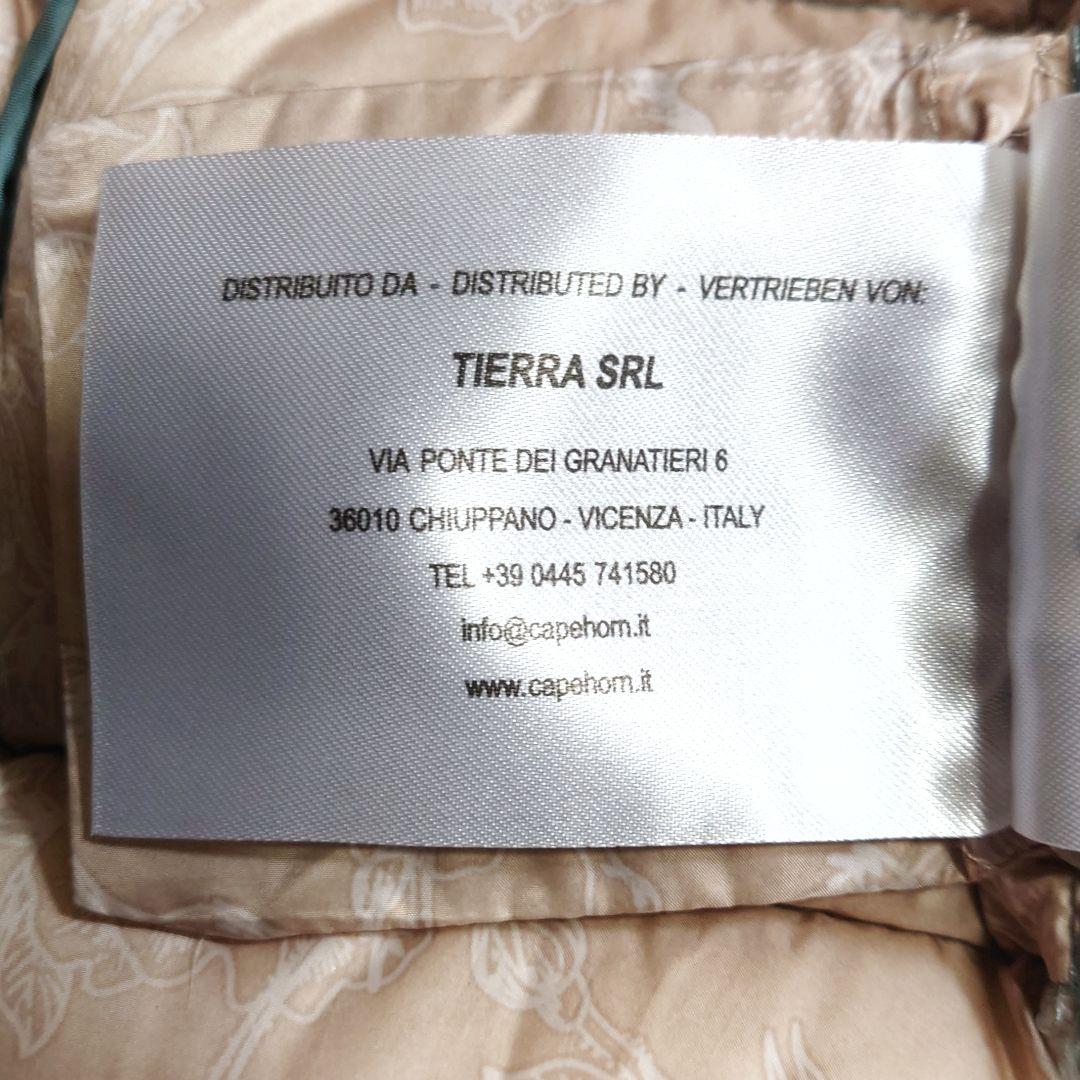 DISTRIBUITO DA - DISTRIBUTED BY - VERTRIEBEN VON:
TIERRA SRL
VIA PONTE DEI GRANATIERI 6
36010 CHIUPPANO - VICENZA - ITALY
TEL +39 0445 741580
info@capehorn.it
www.capehorn.it